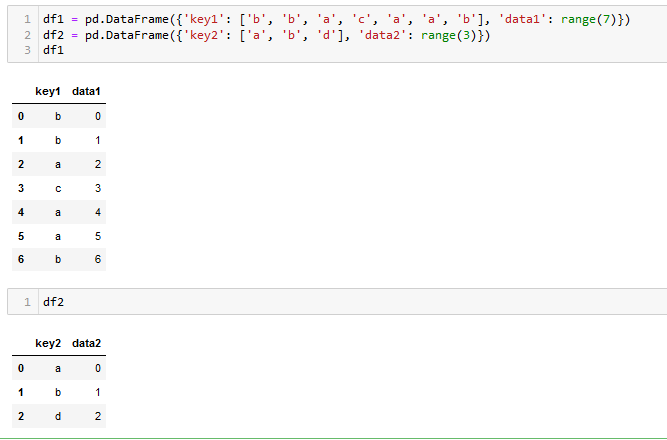 1 df1 = pd.DataFrame({'key1': ['b', 'b', 'a', 'c', 'a', 'a', 'b'], 'data1': range(7)})
2 df2 = pd.DataFrame({'key2': ['a', 'b', 'd'], 'data2': range(3)})
3 df1
key1 data1
0 b 0
1 b 1
2 a 2
3 c 3
4 a 4
5 a 5
6 b 6
1 df2
key2 data2
0 a 0
1 b 1
2 d 2